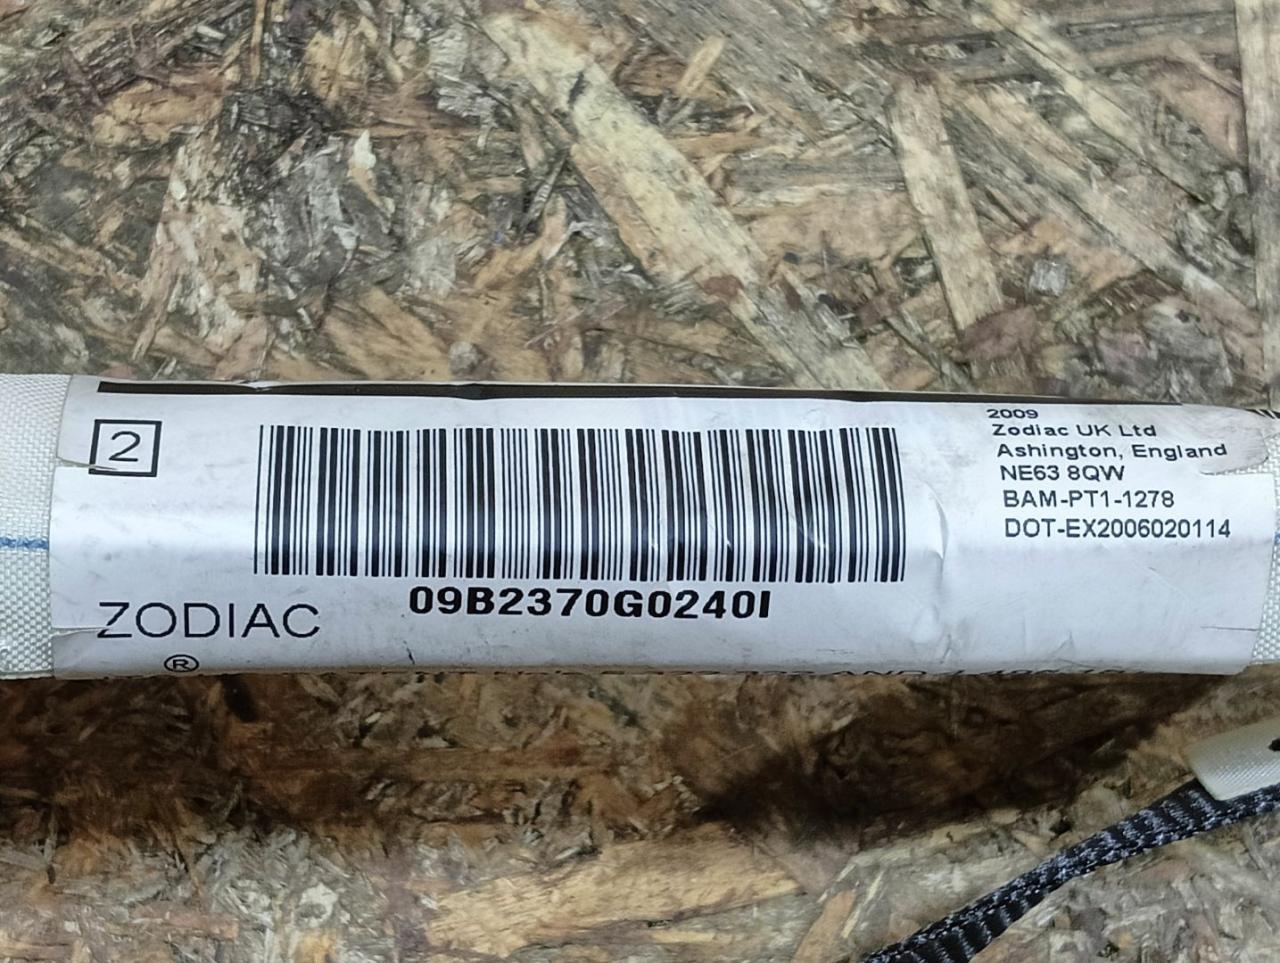 2
09B2370G0240I
ZODIAC
®
2009
Zodiac UK Ltd
Ashington, England
NE63 8QW
BAM-PT1-1278
DOT-EX2006020114